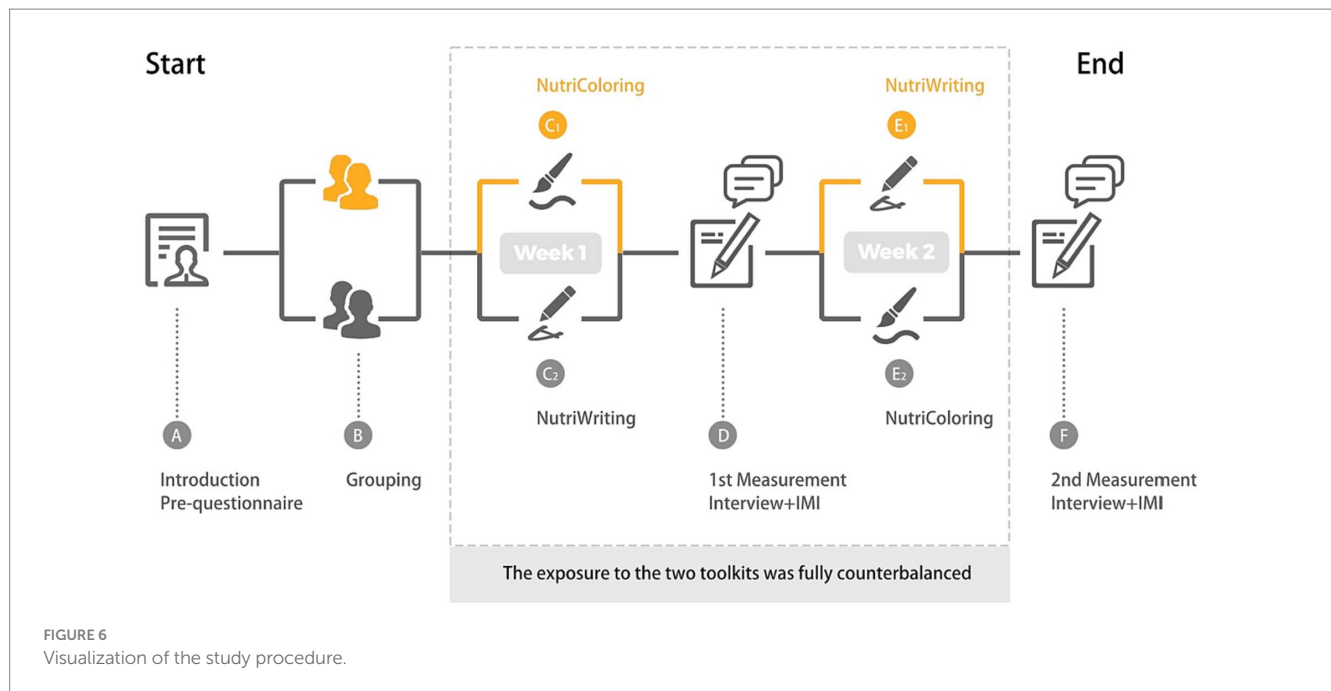 Start
End
NutriColoring
NutriWriting
C1
E1
Week 1
Week 2
C2
E2
NutriWriting
NutriColoring
A
B
D
F
Introduction
Pre-questionnaire
Grouping
1st Measurement
Interview+IMI
2nd Measurement
Interview+IMI
The exposure to the two toolkits was fully counterbalanced
FIGURE 6
Visualization of the study procedure.